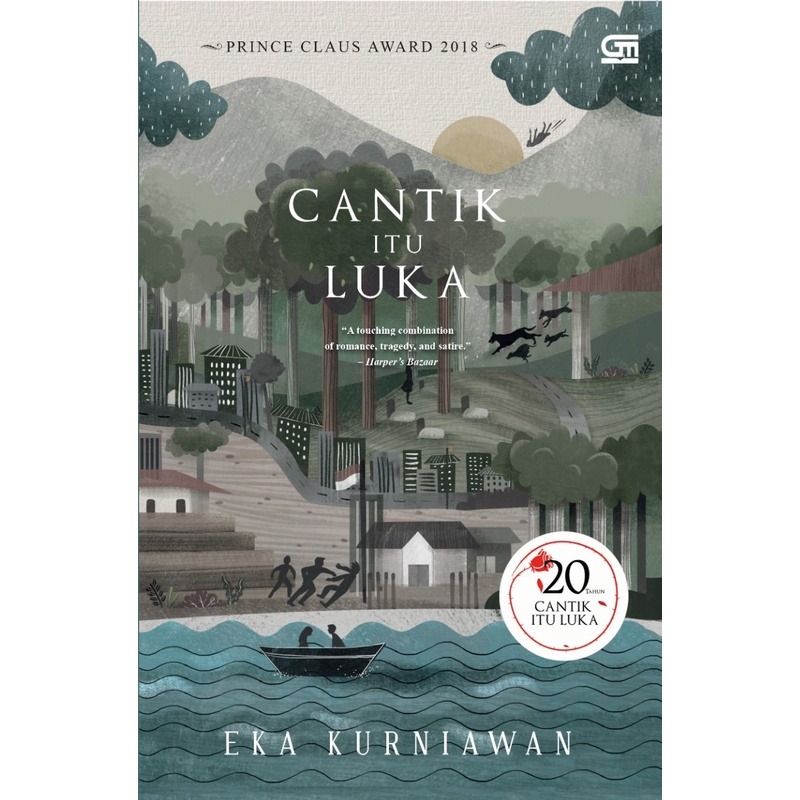 PRINCE CLAUS AWARD 2018
GM
CANTIK
ITU
LUKA
“A touching combination
of romance, tragedy, and satire.”
– Harper's Bazaar
20
TAHUN
CANTIK
ITU LUKA
EKA KURNIAWAN